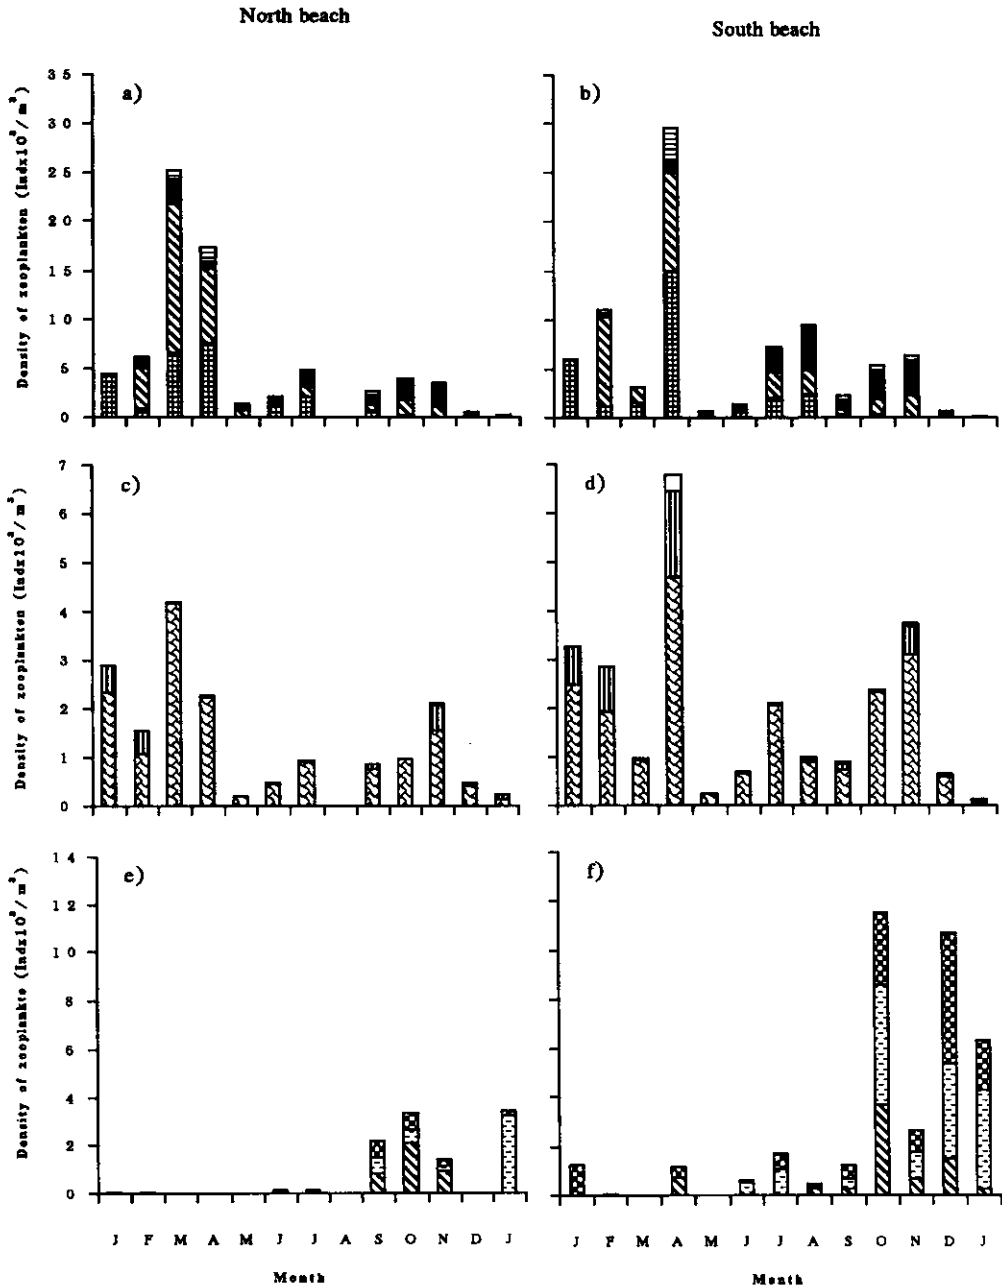 North beach
South beach
a)
b)
35
30
25
20
15
10
5
0
Density of zooplankton (Indx10³/m³)
c)
d)
7
6
5
4
3
2
1
0
Density of zooplankton (Indx10³/m³)
e)
f)
14
12
10
8
6
4
2
0
Density of zooplankto (Indx10³/m³)
J F M A M J J A S O N D J
J F M A M J J A S O N D J
Month
Month